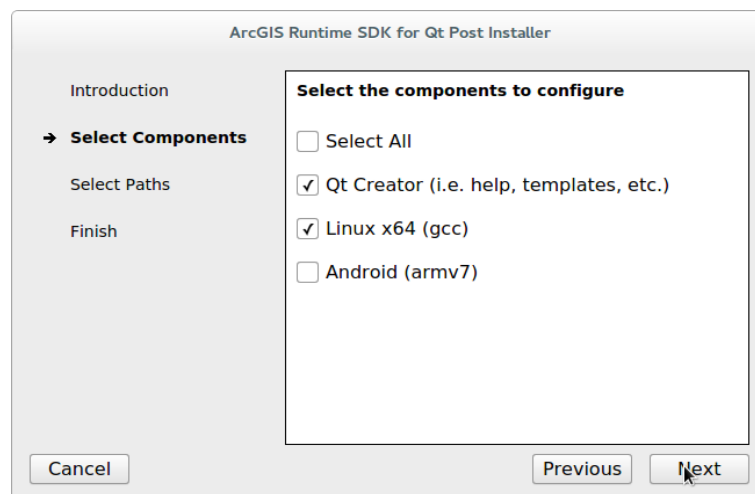 ArcGIS Runtime SDK for Qt Post Installer
Introduction
Select Components
Select Paths
Finish
Select the components to configure
Select All
Qt Creator (i.e. help, templates, etc.)
Linux x64 (gcc)
Android (armv7)
Cancel
Previous
Next